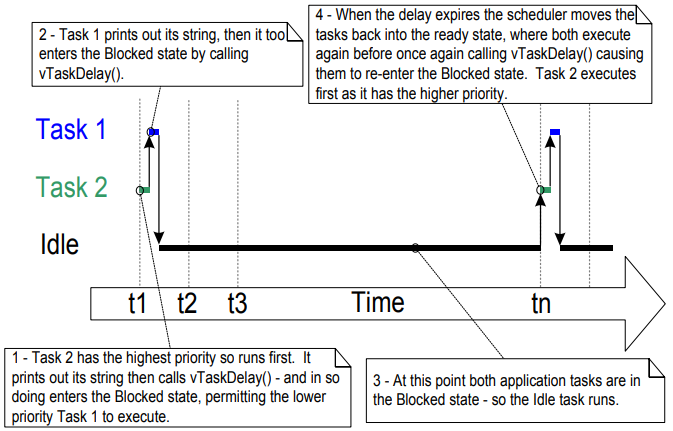 2 - Task 1 prints out its string, then it too
enters the Blocked state by calling
vTaskDelay().
4 - When the delay expires the scheduler moves the
tasks back into the ready state, where both execute
again before once again calling vTaskDelay() causing
them to re-enter the Blocked state.  Task 2 executes
first as it has the higher priority.
Task 1
Task 2
Idle
t1 t2 t3 Time tn
1 - Task 2 has the highest priority so runs first.  It
prints out its string then calls vTaskDelay() - and in so
doing enters the Blocked state, permitting the lower
priority Task 1 to execute.
3 - At this point both application tasks are in
the Blocked state - so the Idle task runs.